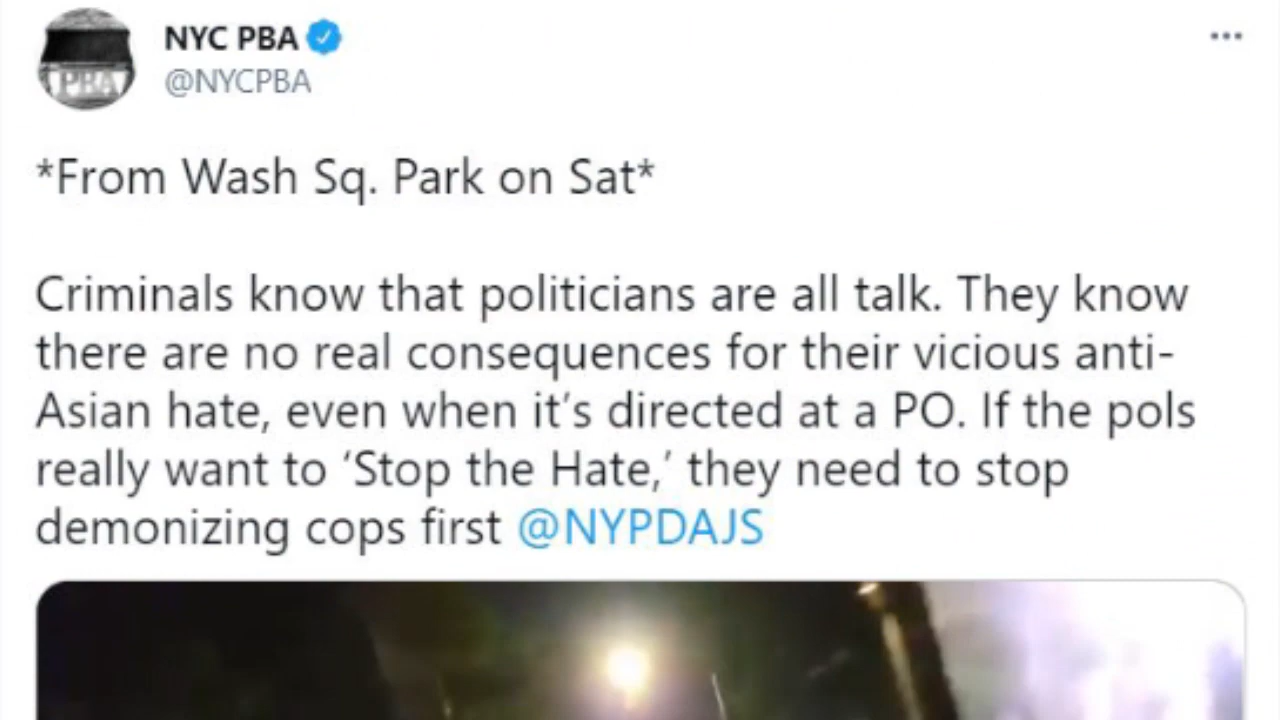 NYC PBA
@NYCPBA
PBA
*From Wash Sq. Park on Sat*
Criminals know that politicians are all talk. They know
there are no real consequences for their vicious anti-
Asian hate, even when it’s directed at a PO. If the pols
really want to ‘Stop the Hate,’ they need to stop
demonizing cops first @NYPDAJS